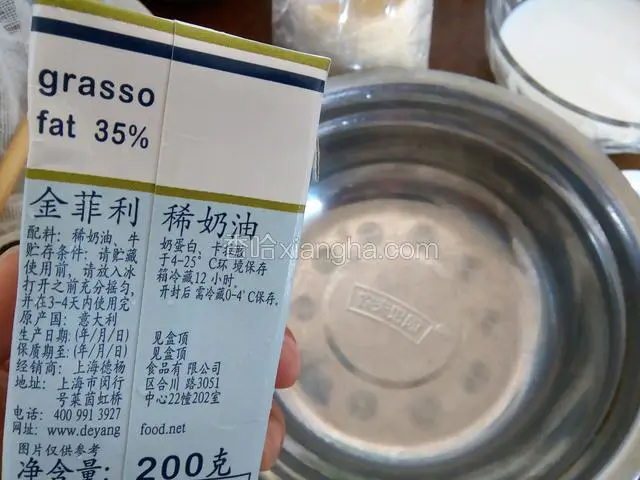 grasso
fat 35%
金菲利 稀奶油
配料: 稀奶油、牛奶蛋白、卡拉胶
贮存条件: 请贮藏于4-25°C环境保存
使用前,请放入冰箱冷藏12小时。
打开之前充分摇匀,开封后需冷藏0-4°C保存。
并在3-4天内使用完
原产国: 意大利
生产日期:(年/月/日) 见盒顶
保质期至:(年/月/日) 见盒顶
经销商: 上海德杨食品有限公司
地址: 上海市闵行区合川路3051
号莱茵虹桥中心22幢202室
电话: 400 991 3927
网址: www.deyang food.net
图片仅供参考
净含量: 200克
香哈xiangha.com